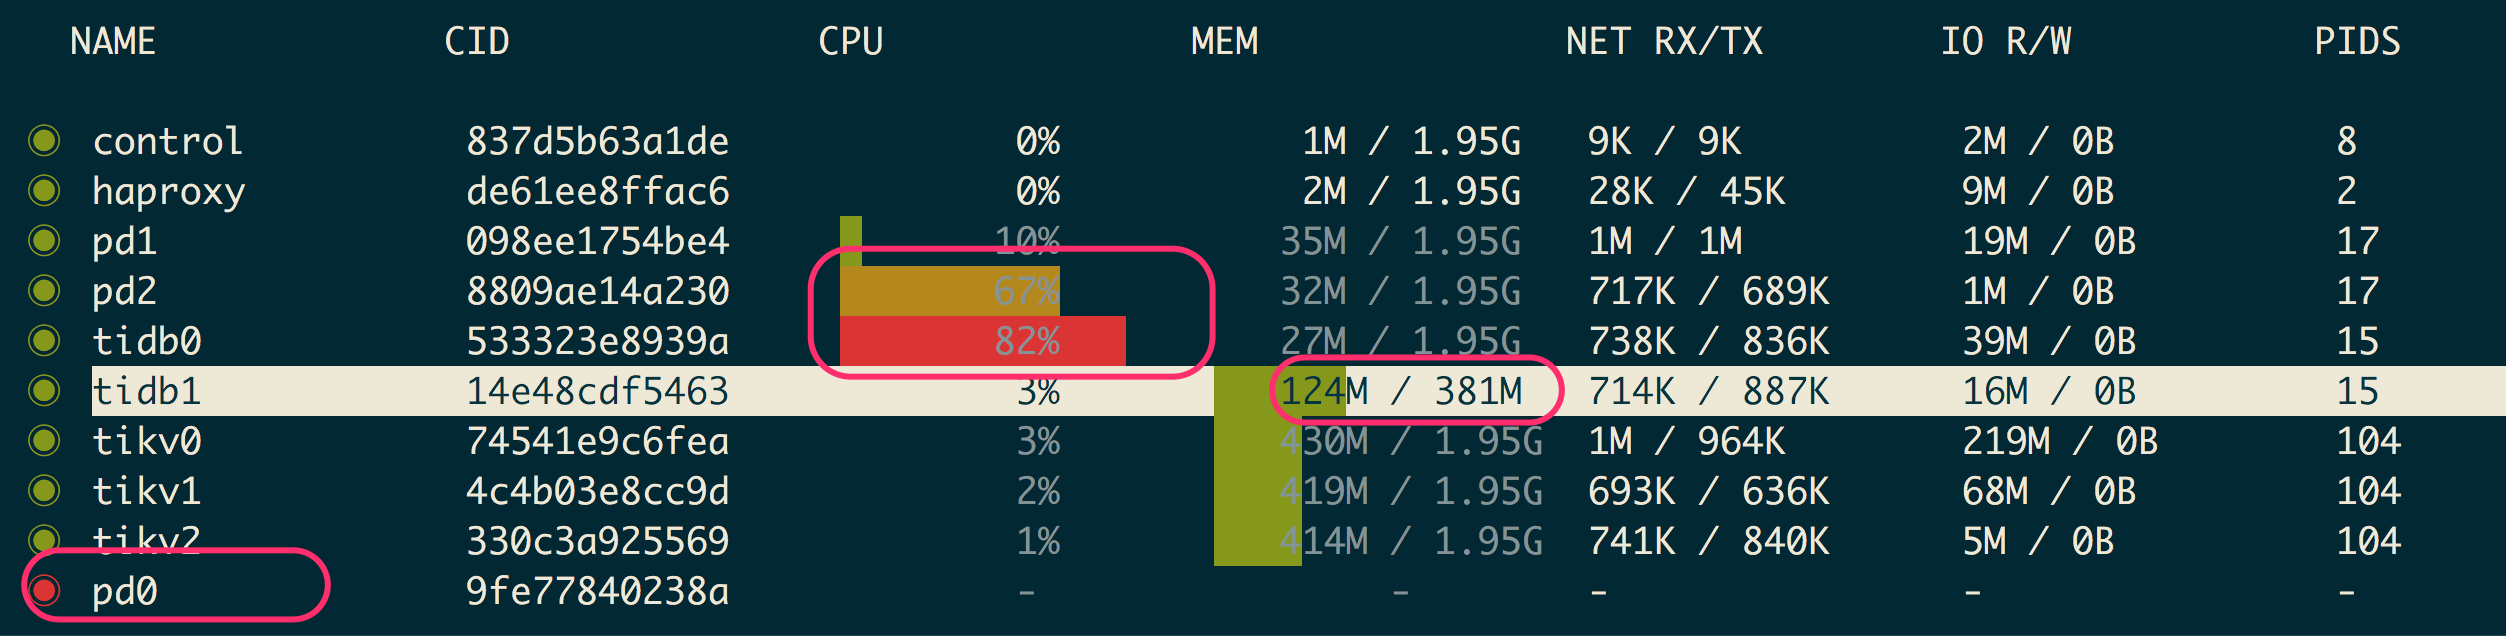 NAME CID CPU MEM NET RX/TX IO R/W PIDS
control 837d5b63a1de 0% 1M / 1.95G 9K / 9K 2M / 0B 8
haproxy de61ee8ffac6 0% 2M / 1.95G 28K / 45K 9M / 0B 2
pd1 098ee1754be4 10% 35M / 1.95G 1M / 1M 19M / 0B 17
pd2 8809ae14a230 67% 32M / 1.95G 717K / 689K 1M / 0B 17
tidb0 533323e8939a 82% 27M / 1.95G 738K / 836K 39M / 0B 15
tidb1 14e48cdf5463 3% 124M / 381M 714K / 887K 16M / 0B 15
tikv0 74541e9c6fea 3% 430M / 1.95G 1M / 964K 219M / 0B 104
tikv1 4c4b03e8cc9d 2% 419M / 1.95G 693K / 636K 68M / 0B 104
tikv2 330c3a925569 1% 414M / 1.95G 741K / 840K 5M / 0B 104
pd0 9fe77840238a - - - - -